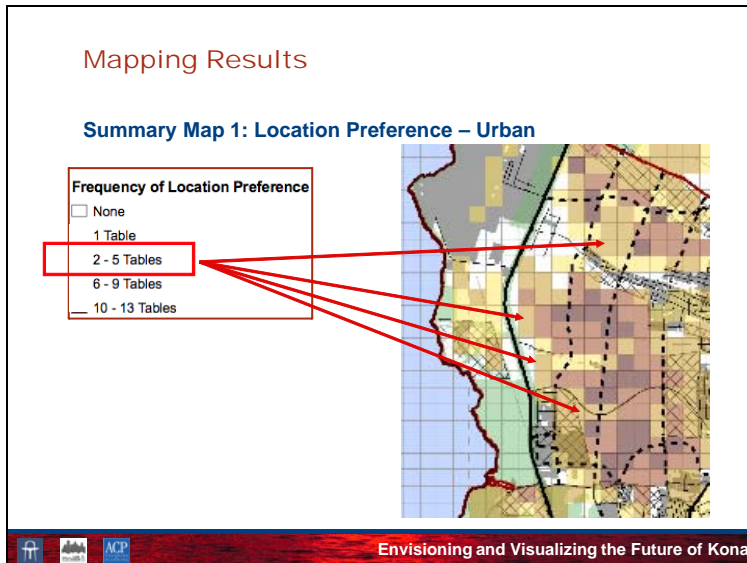 Mapping Results
Summary Map 1: Location Preference – Urban
Frequency of Location Preference
None
1 Table
2 - 5 Tables
6 - 9 Tables
10 - 13 Tables
ACP
Envisioning and Visualizing the Future of Kona